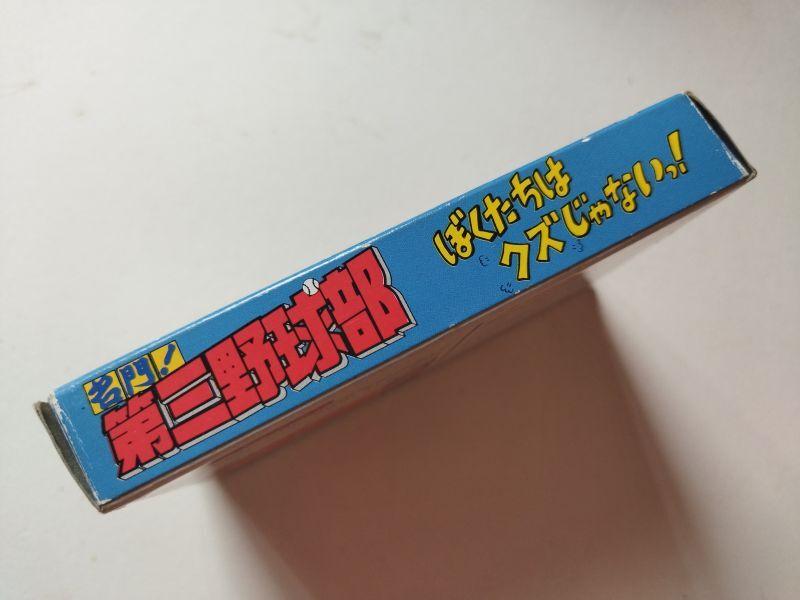 名門!
第三野球部
ぼくたちは
クズじゃないっ!